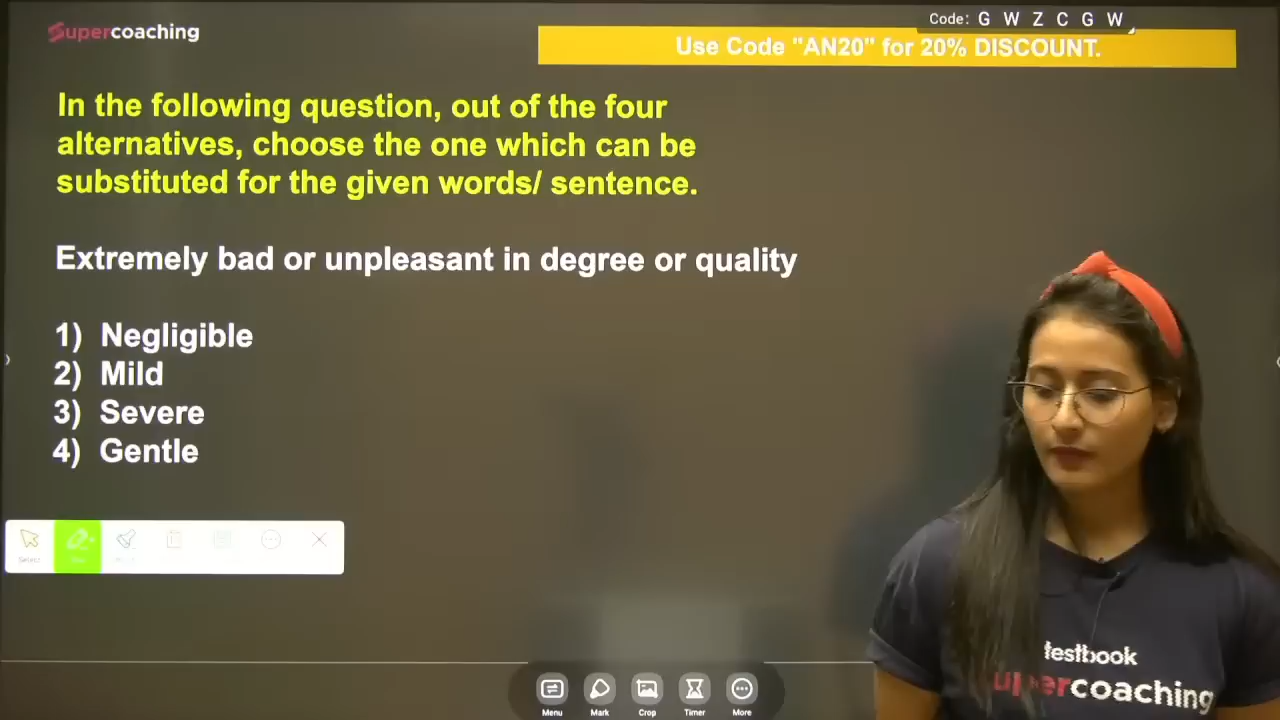 Supercoaching
Code: G W Z C G W
Use Code "AN20" for 20% DISCOUNT.
In the following question, out of the four
alternatives, choose the one which can be
substituted for the given words/ sentence.
Extremely bad or unpleasant in degree or quality
1) Negligible
2) Mild
3) Severe
4) Gentle
Select
testbook
supercoaching
Menu
Mark
Crop
Timer
More